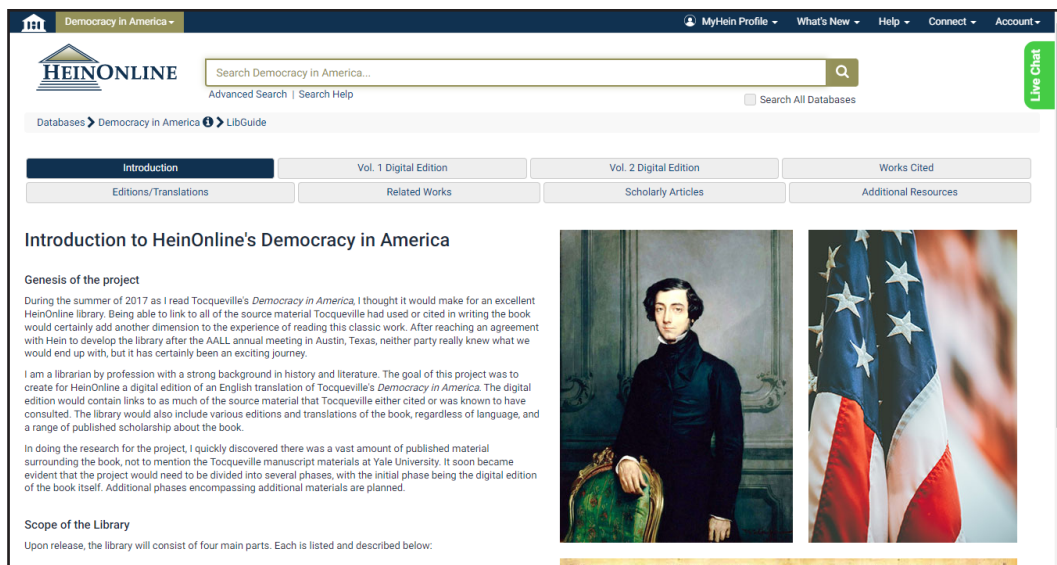 Democracy in America
MyHein Profile
What's New
Help
Connect
Account
HEINONLINE
Search Democracy in America...
Live Chat
Advanced Search | Search Help
Search All Databases
Databases Democracy in America LibGuide
Introduction
Vol. 1 Digital Edition
Vol. 2 Digital Edition
Works Cited
Editions/Translations
Related Works
Scholarly Articles
Additional Resources
Introduction to HeinOnline's Democracy in America
Genesis of the project
During the summer of 2017 as I read Tocqueville's Democracy in America, I thought it would make for an excellent
HeinOnline library. Being able to link to all of the source material Tocqueville had used or cited in writing the book
would certainly add another dimension to the experience of reading this classic work. After reaching an agreement
with Hein to develop the library after the AALL annual meeting in Austin, Texas, neither party really knew what we
would end up with, but it has certainly been an exciting journey.
I am a librarian by profession with a strong background in history and literature. The goal of this project was to
create for HeinOnline a digital edition of an English translation of Tocqueville's Democracy in America. The digital
edition would contain links to as much of the source material that Tocqueville either cited or was known to have
consulted. The library would also include various editions and translations of the book, regardless of language, and
a range of published scholarship about the book.
In doing the research for the project, I quickly discovered there was a vast amount of published material
surrounding the book, not to mention the Tocqueville manuscript materials at Yale University. It soon became
evident that the project would need to be divided into several phases, with the initial phase being the digital edition
of the book itself. Additional phases encompassing additional materials are planned.
Scope of the Library
Upon release, the library will consist of four main parts. Each is listed and described below: